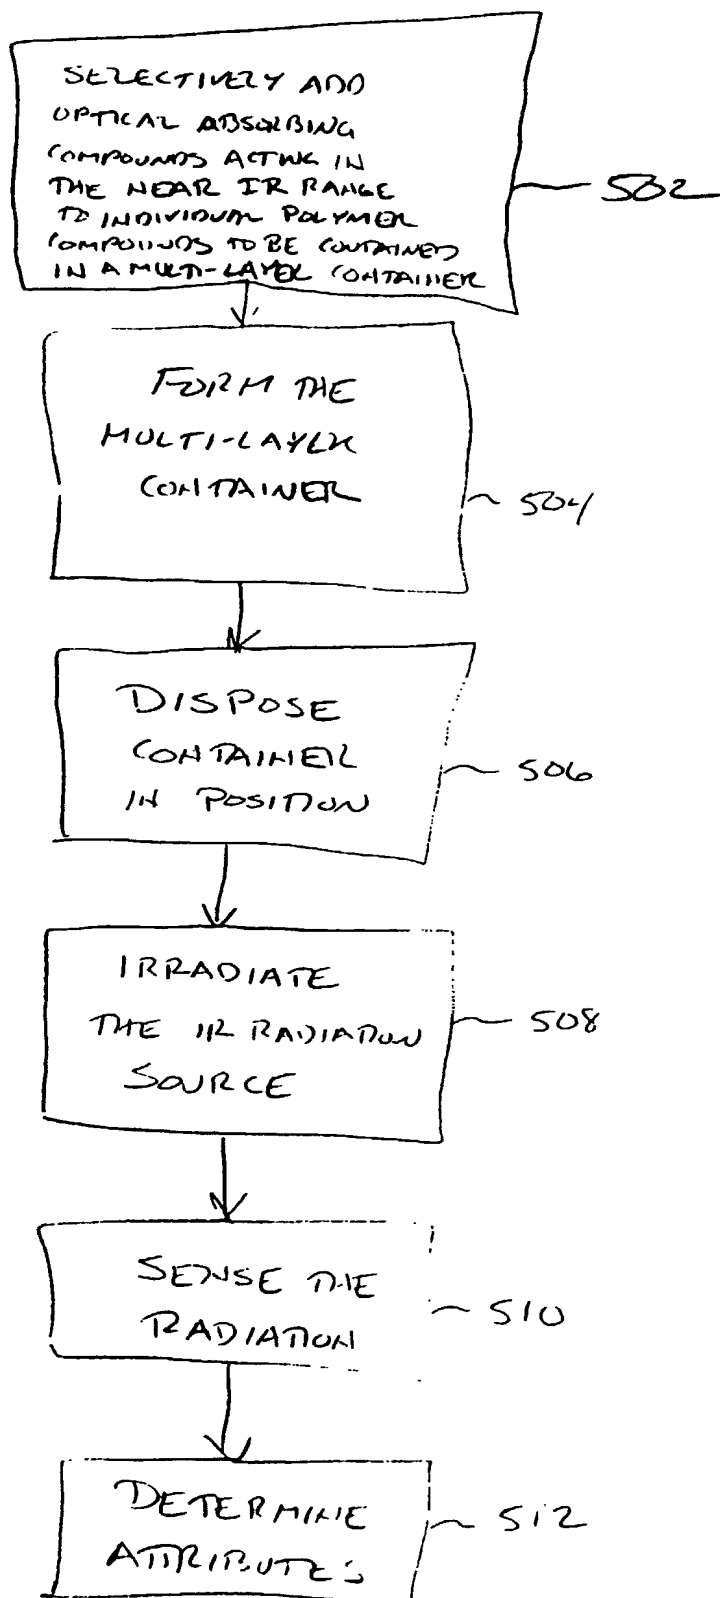 SELECTIVELY ADD
OPTICAL ABSORBING
COMPOUNDS ACTING IN
THE NEAR IR RANGE
TO INDIVIDUAL POLYMER
COMPOUNDS TO BE CONTAINED
IN A MULTI-LAYER CONTAINER
502
FORM THE
MULTI-LAYER
CONTAINER
504
DISPOSE
CONTAINER
IN POSITION
506
IRRADIATE
THE IR RADIATION
SOURCE
508
SENSE THE
RADIATION
510
DETERMINE
ATTRIBUTES
512